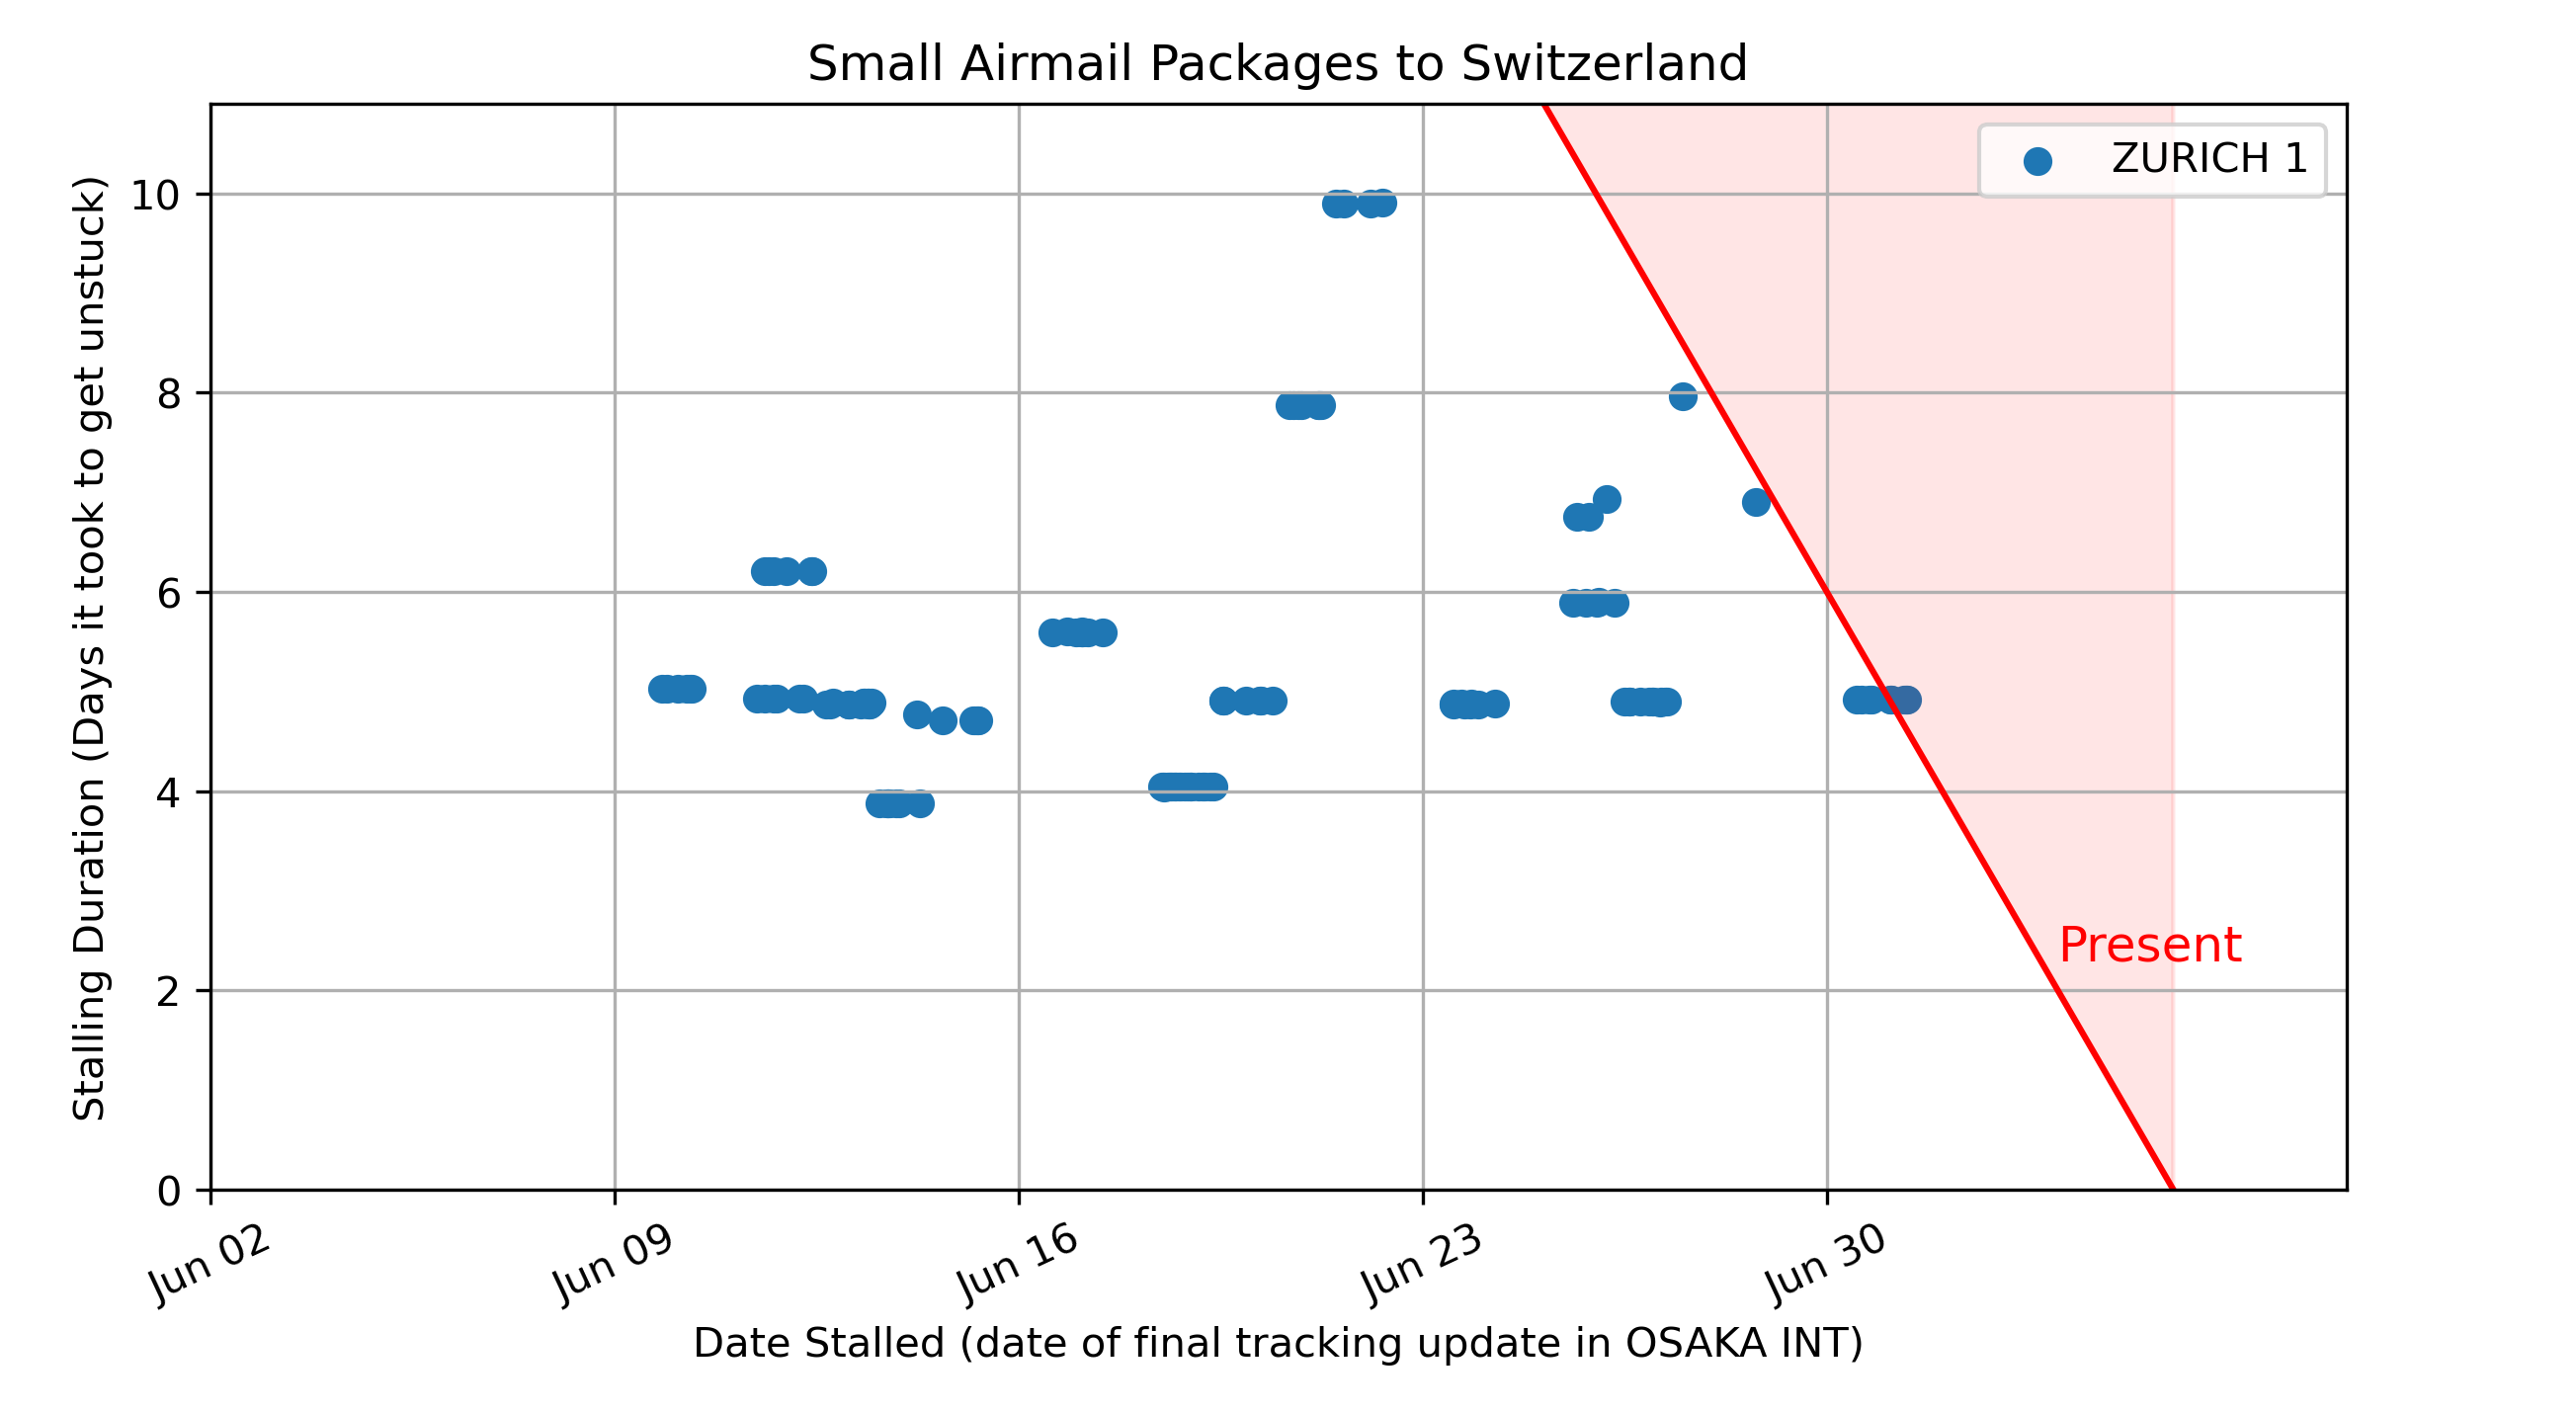 Small Airmail Packages to Switzerland
ZURICH 1
Stalling Duration (Days it took to get unstuck)
10
8
6
4
2
0
Present
Jun 02
Jun 09
Jun 16
Jun 23
Jun 30
Date Stalled (date of final tracking update in OSAKA INT)